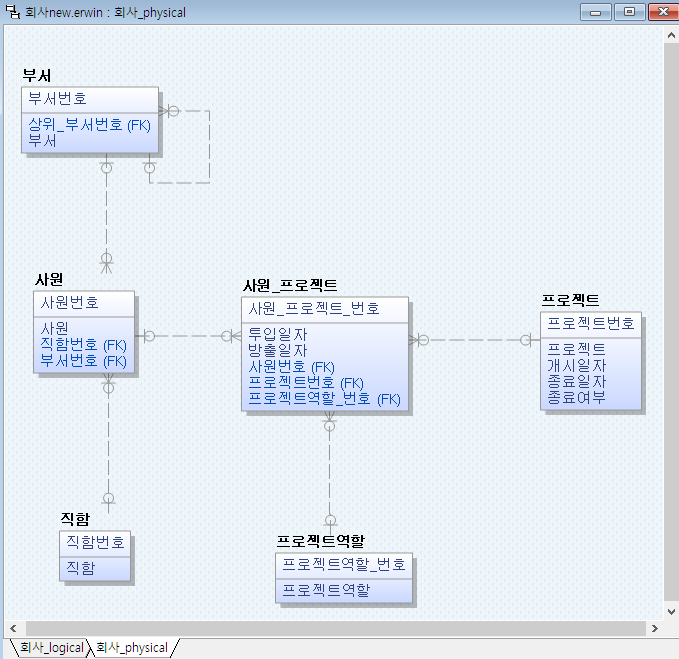 회사new.erwin : 회사_physical
부서
부서번호
상위_부서번호 (FK)
부서
사원
사원번호
사원
직함번호 (FK)
부서번호 (FK)
사원_프로젝트
사원_프로젝트_번호
투입일자
방출일자
사원번호 (FK)
프로젝트번호 (FK)
프로젝트역할_번호 (FK)
프로젝트
프로젝트번호
프로젝트
개시일자
종료일자
종료여부
직함
직함번호
직함
프로젝트역할
프로젝트역할_번호
프로젝트역할
회사_logical
회사_physical